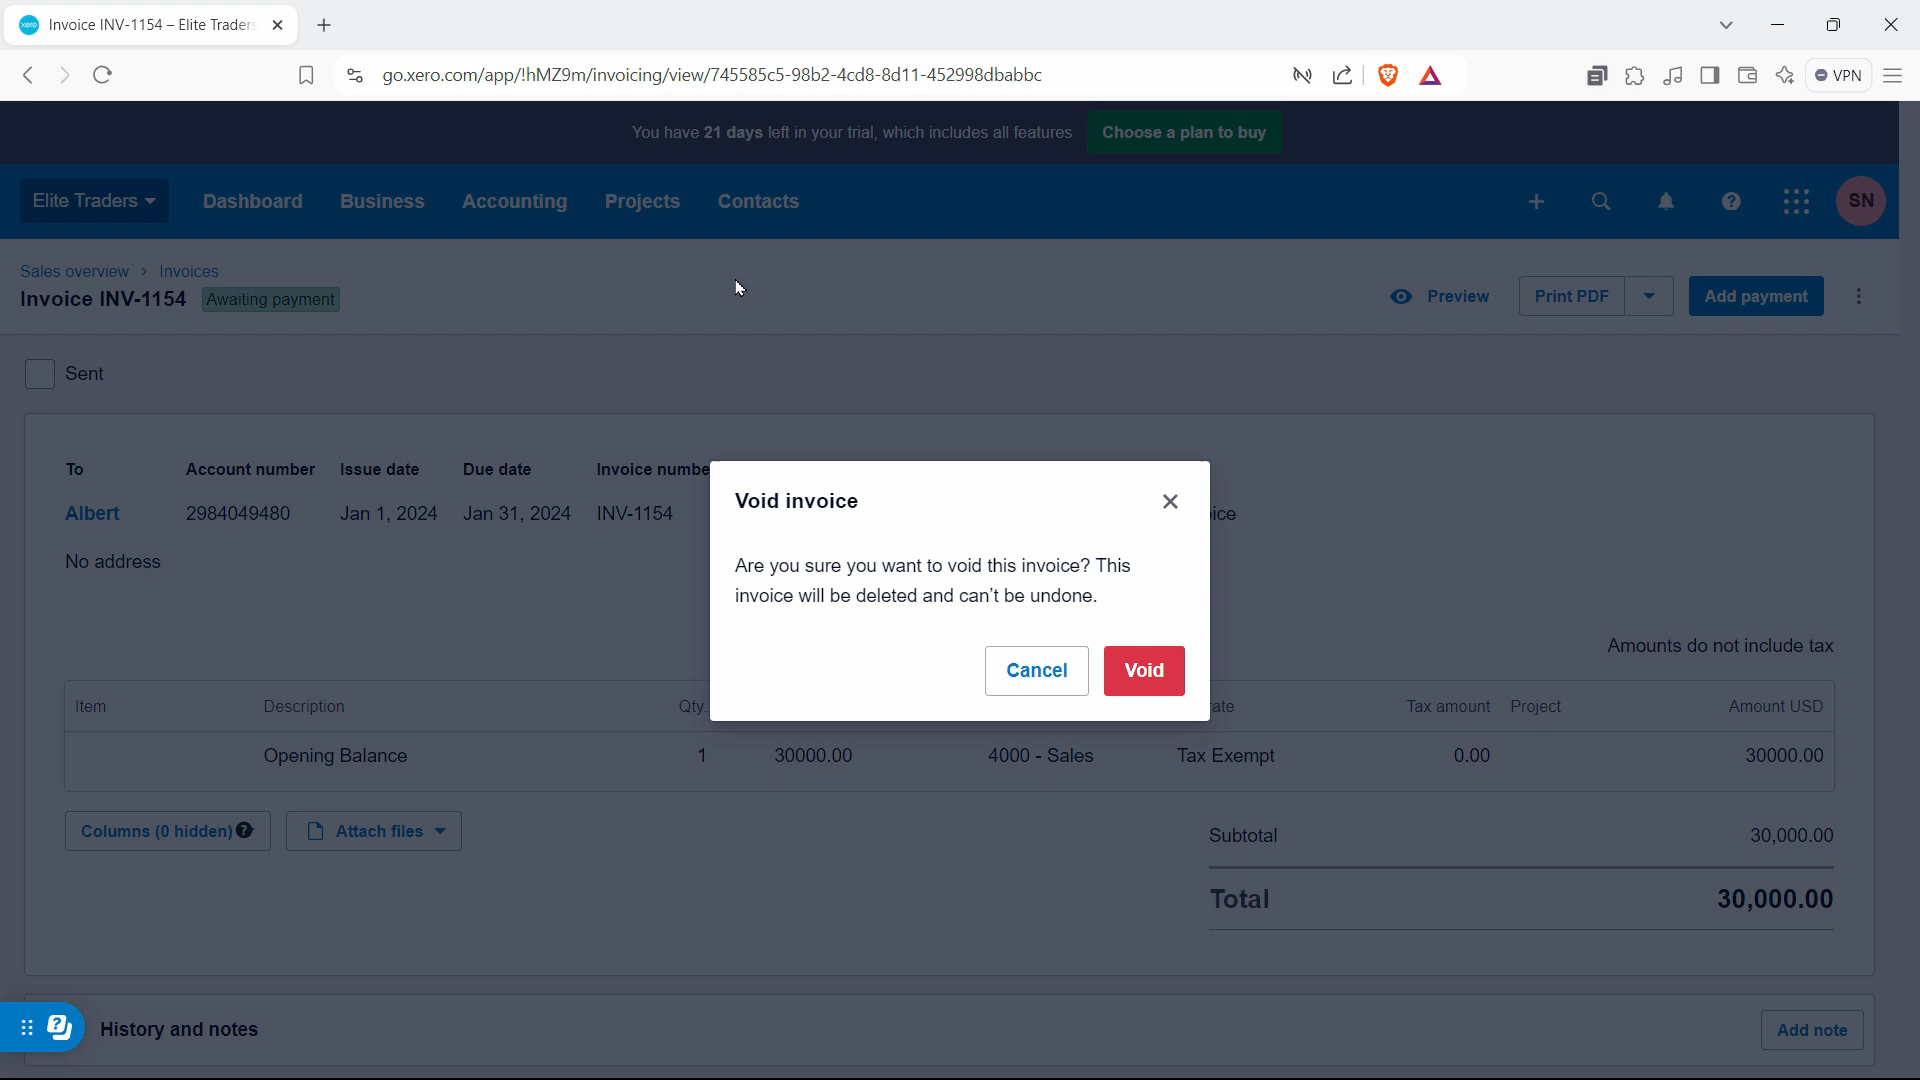 Invoice INV-1154 – Elite Traders
go.xero.com/app/!hMZ9m/invoicing/view/745585c5-98b2-4cd8-8d11-452998dbabbc
VPN
You have 21 days left in your trial, which includes all features
Choose a plan to buy
Elite Traders
Dashboard
Business
Accounting
Projects
Contacts
SN
Sales overview > Invoices
Invoice INV-1154
Awaiting payment
Preview
Print PDF
Add payment
Sent
To Account number Issue date Due date Invoice numbe
Albert 2984049480 Jan 1, 2024 Jan 31, 2024 INV-1154 ice
No address
Void invoice
Are you sure you want to void this invoice? This
invoice will be deleted and can't be undone.
Cancel
Void
Amounts do not include tax
Item Description Qty. ate Tax amount Project Amount USD
Opening Balance 1 30000.00 4000 - Sales Tax Exempt 0.00 30000.00
Columns (0 hidden)
Attach files
Subtotal 30,000.00
Total 30,000.00
History and notes
Add note